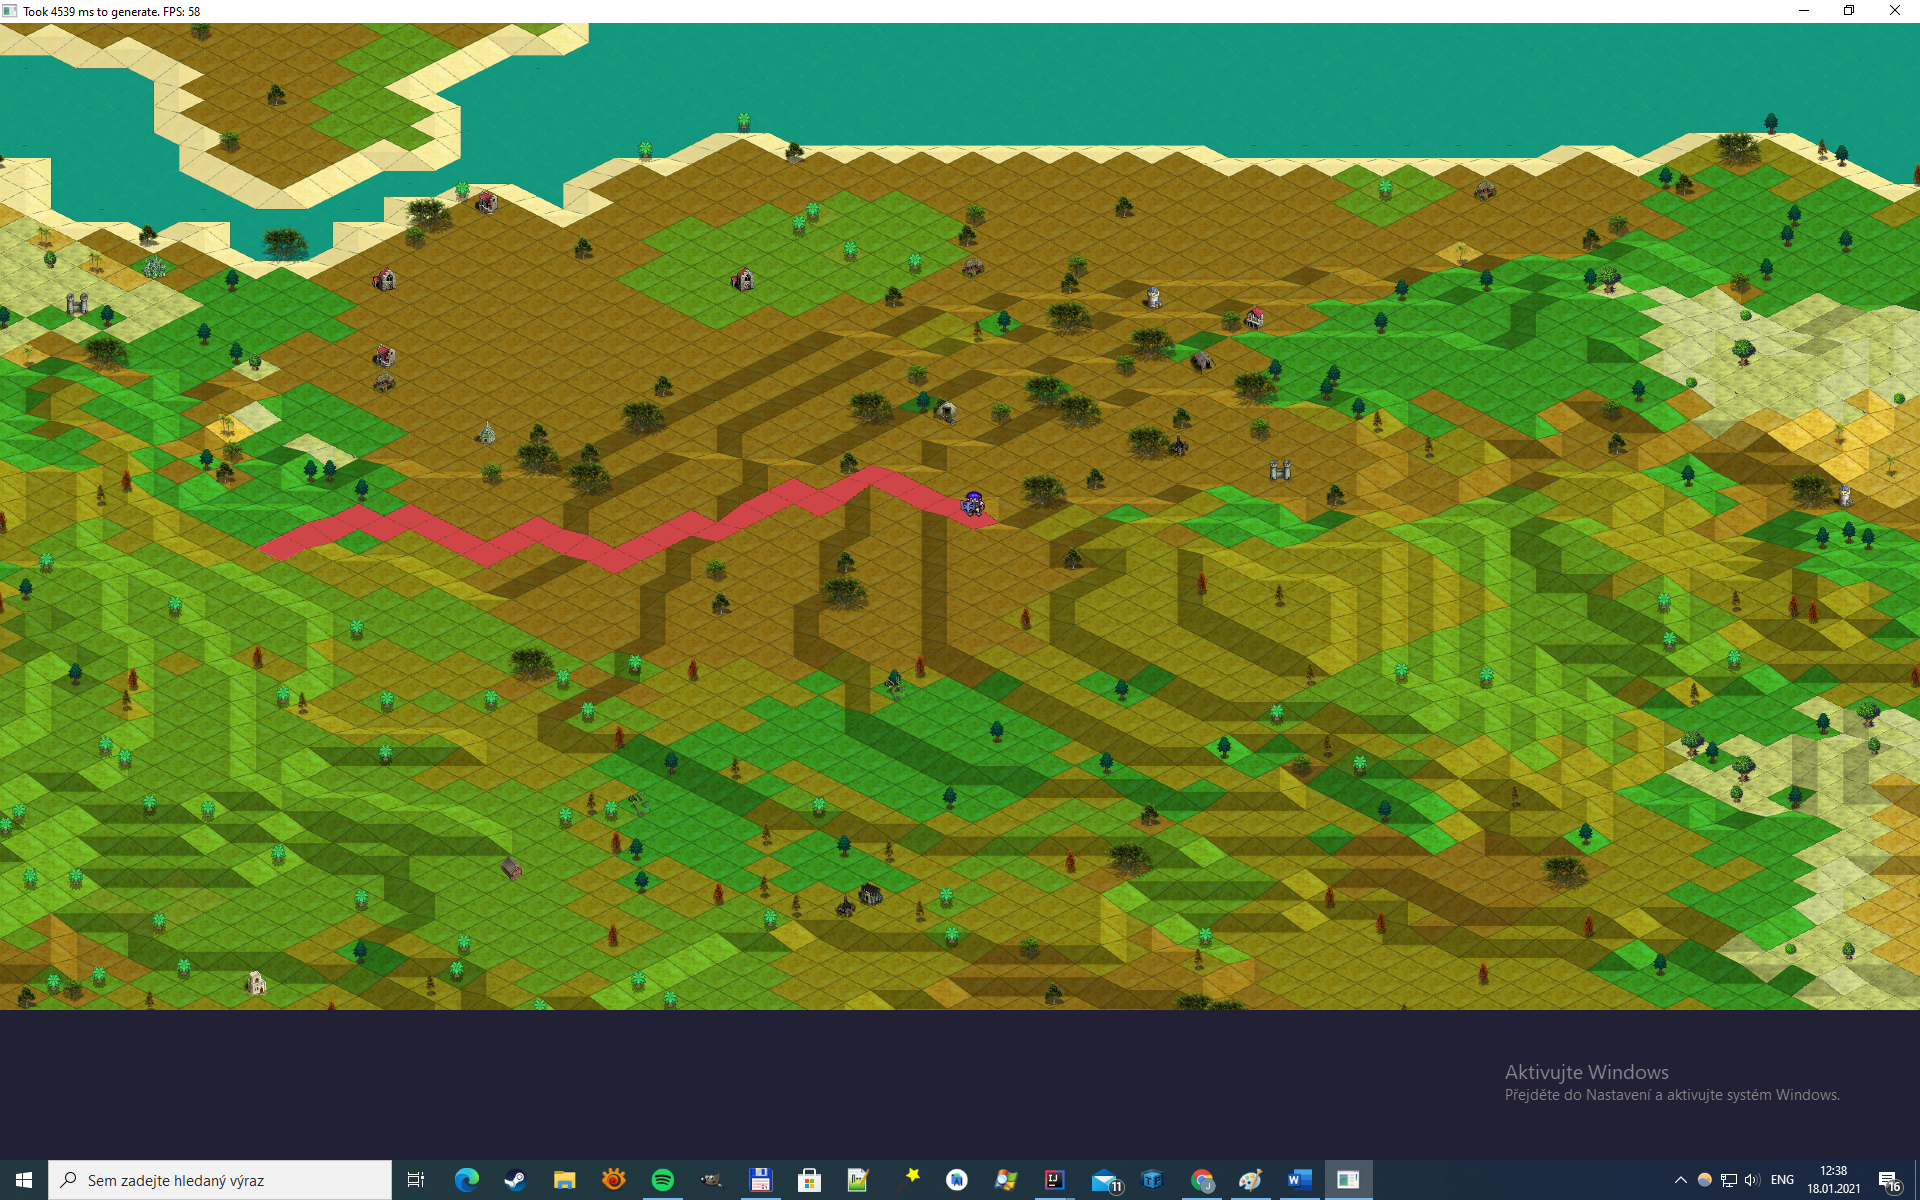 Took 4539 ms to generate. FPS: 58
Aktivujte Windows
Přejděte do Nastavení a aktivujte systém Windows.
Sem zadejte hledaný výraz
11
ENG
12:38
18.01.2021
16